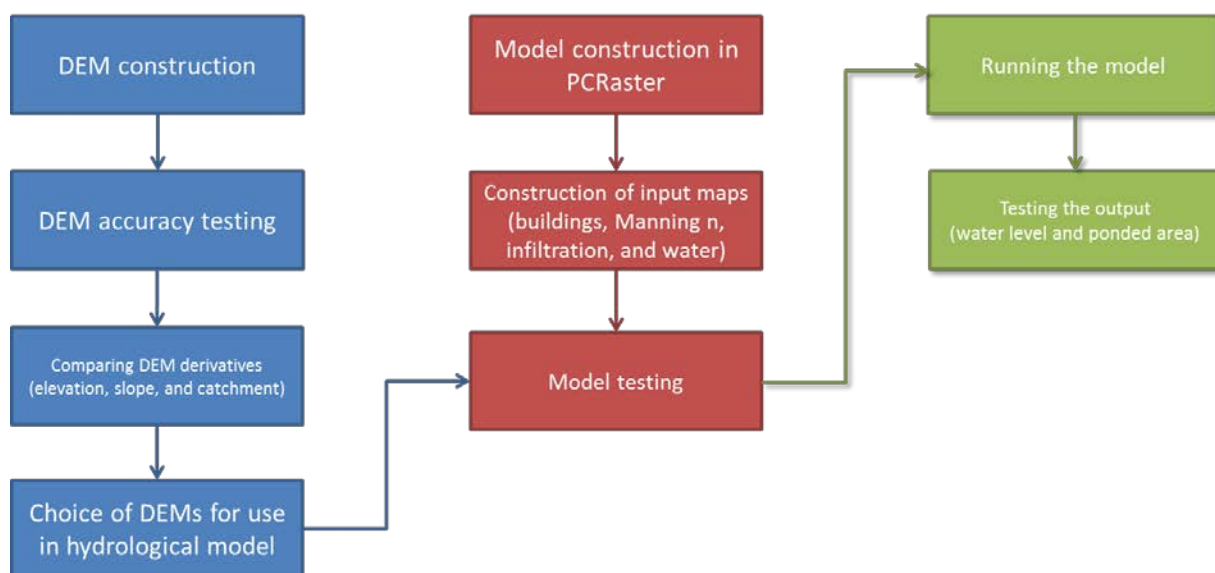 DEM construction
DEM accuracy testing
Comparing DEM derivatives
(elevation, slope, and catchment)
Choice of DEMs for use
in hydrological model
Model construction in
PCRaster
Construction of input maps
(buildings, Manning n,
infiltration, and water)
Model testing
Running the model
Testing the output
(water level and ponded area)